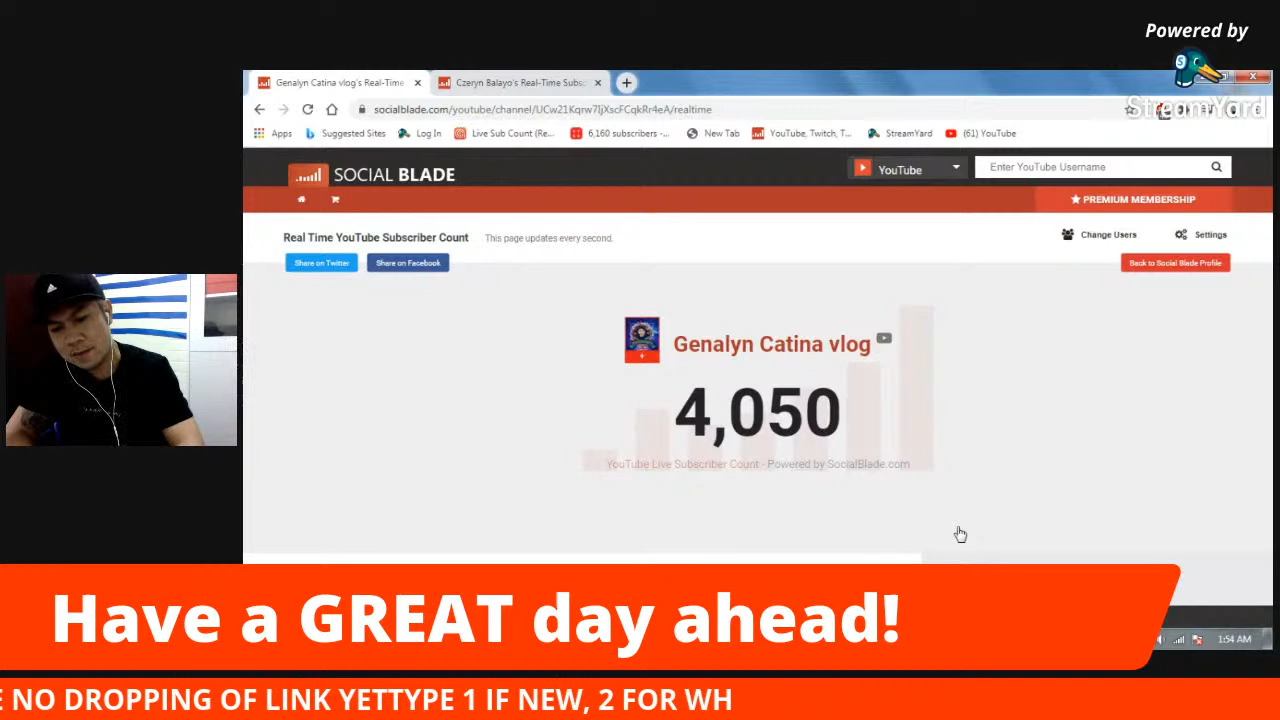 Powered by
StreamYard
Genalyn Catina vlog's Real-Time
Czeryn Balayo's Real-Time Subsc
socialblade.com/youtube/channel/UCw21Kqrw7IjXscFCqkRr4eA/realtime
Apps
Suggested Sites
Log In
Live Sub Count (Re...
6,160 subscribers -...
New Tab
YouTube, Twitch, T...
StreamYard
(61) YouTube
SOCIAL BLADE
YouTube
Enter YouTube Username
PREMIUM MEMBERSHIP
Real Time YouTube Subscriber Count
This page updates every second.
Change Users
Settings
Share on Twitter
Share on Facebook
Back to Social Blade Profile
Genalyn Catina vlog
4,050
YouTube Live Subscriber Count - Powered by SocialBlade.com
Have a GREAT day ahead!
1:54 AM
E NO DROPPING OF LINK YETTYPE 1 IF NEW, 2 FOR WH